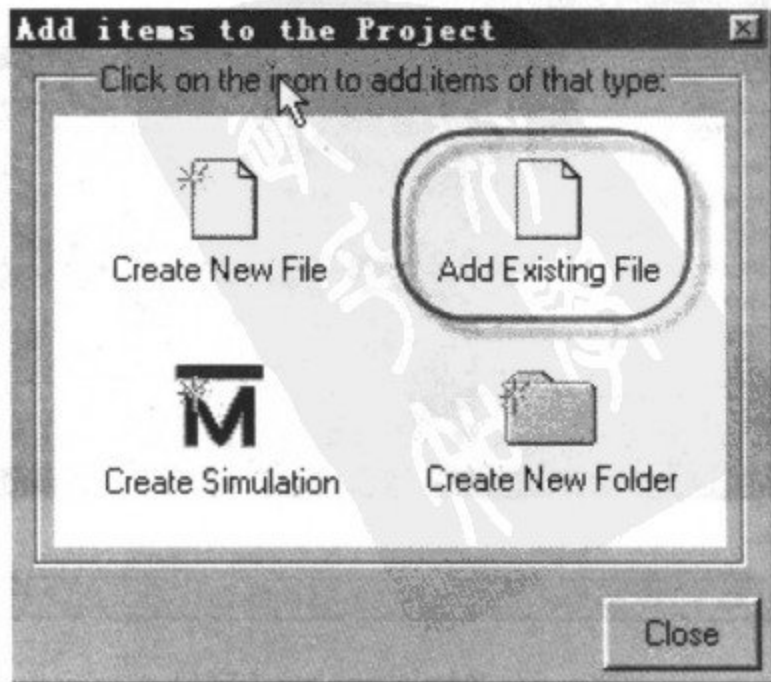 Add items to the Project
Click on the icon to add items of that type:
Create New File
Add Existing File
M
Create Simulation
Create New Folder
Close